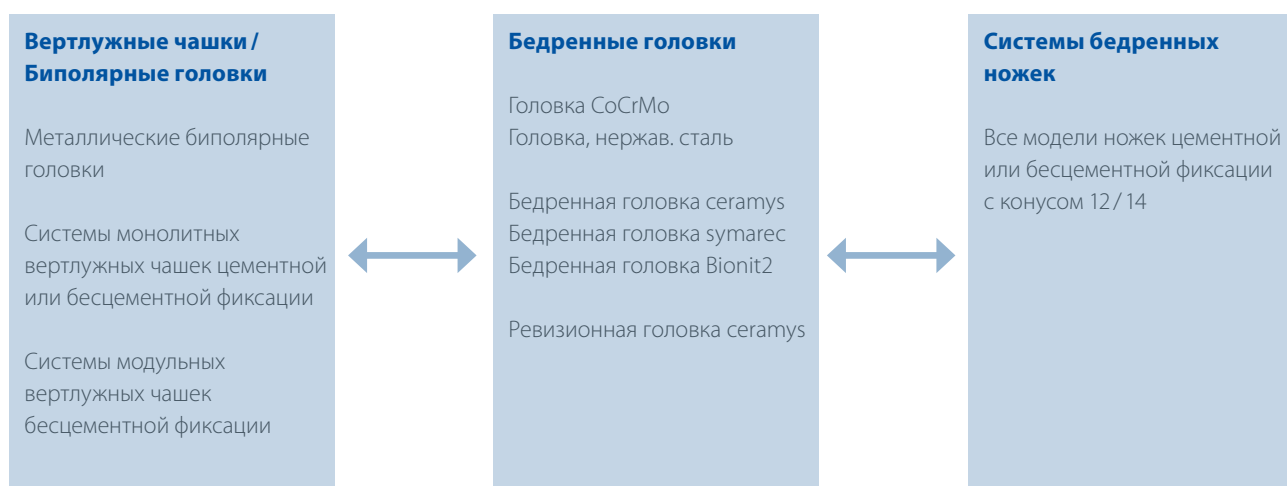 Вертлужные чашки /
Биполярные головки
Металлические биполярные
головки
Системы монолитных
вертлужных чашек цементной
или бесцементной фиксации
Системы модульных
вертлужных чашек
бесцементной фиксации
Бедренные головки
Головка CoCrMo
Головка, нержав. сталь
Бедренная головка ceramys
Бедренная головка symarec
Бедренная головка Bionit2
Ревизионная головка ceramys
Системы бедренных
ножек
Все модели ножек цементной
или бесцементной фиксации
с конусом 12 / 14